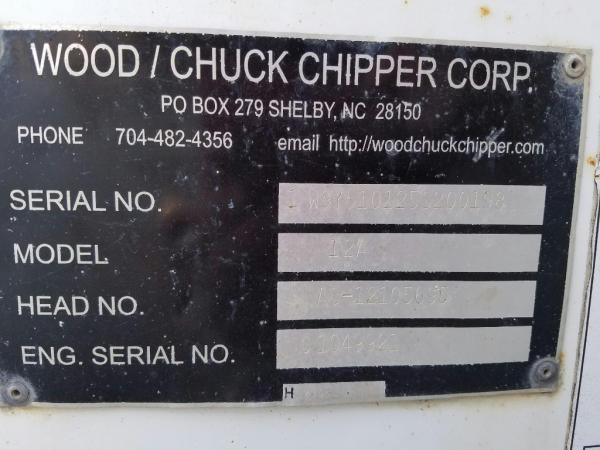 WOOD / CHUCK CHIPPER CORP.
PO BOX 279 SHELBY, NC 28150
PHONE 704-482-4356 email http://woodchuckchipper.com
SERIAL NO.
MODEL 12A
HEAD NO.
ENG. SERIAL NO.
H